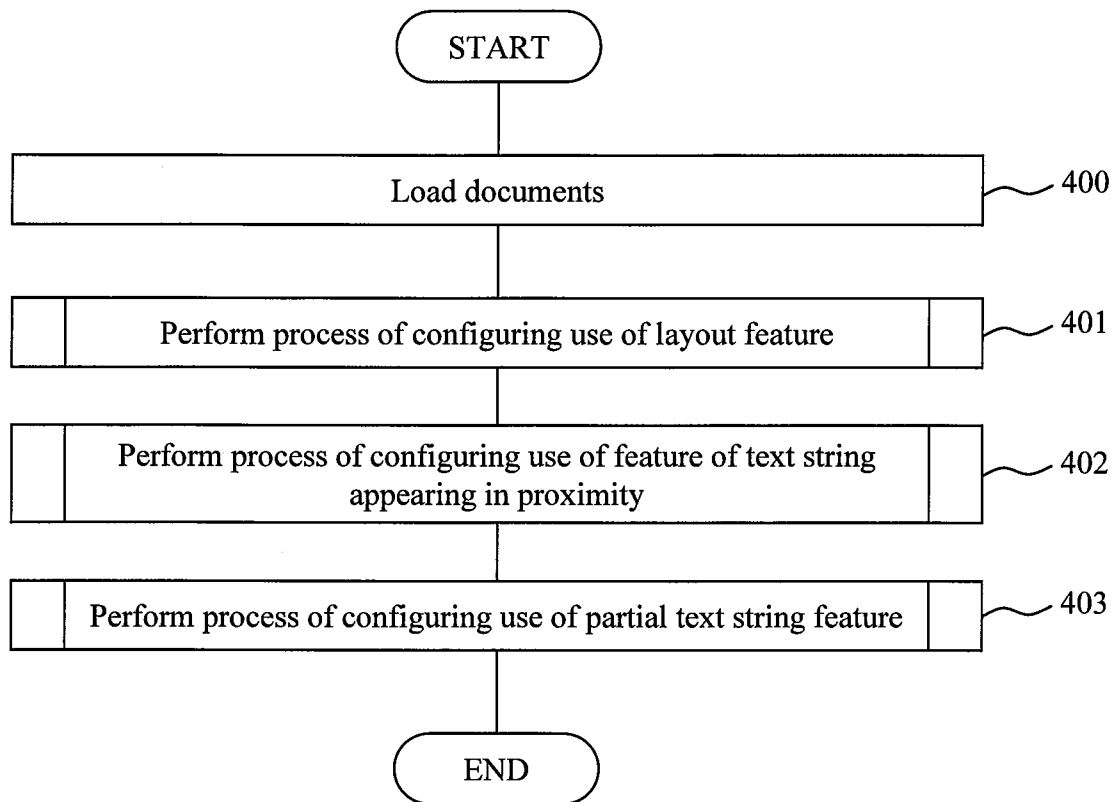 START
Load documents
400
Perform process of configuring use of layout feature
401
Perform process of configuring use of feature of text string
appearing in proximity
402
Perform process of configuring use of partial text string feature
403
END